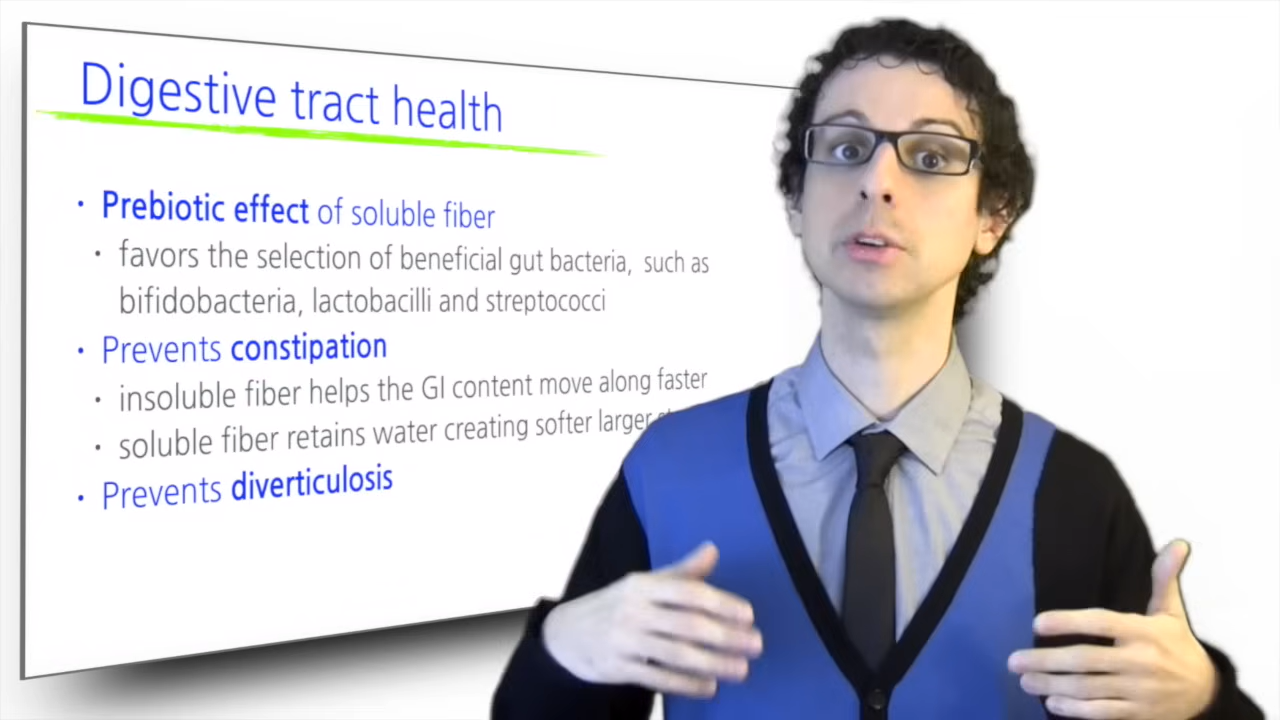 Digestive tract health
• Prebiotic effect of soluble fiber
• favors the selection of beneficial gut bacteria, such as
bifidobacteria, lactobacilli and streptococci
• Prevents constipation
• insoluble fiber helps the GI content move along faster
• soluble fiber retains water creating softer larger
• Prevents diverticulosis